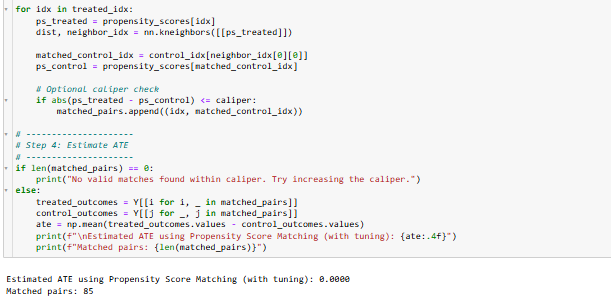 for idx in treated_idx:
    ps_treated = propensity_scores[idx]
    dist, neighbor_idx = nn.kneighbors([[ps_treated]])

    matched_control_idx = control_idx[neighbor_idx[0][0]]
    ps_control = propensity_scores[matched_control_idx]

    # Optional caliper check
    if abs(ps_treated - ps_control) <= caliper:
        matched_pairs.append((idx, matched_control_idx))

# ---------------------
# Step 4: Estimate ATE
# ---------------------
if len(matched_pairs) == 0:
    print("No valid matches found within caliper. Try increasing the caliper.")
else:
    treated_outcomes = Y[[i for i, _ in matched_pairs]]
    control_outcomes = Y[[j for _, j in matched_pairs]]
    ate = np.mean(treated_outcomes.values - control_outcomes.values)
    print(f"\nEstimated ATE using Propensity Score Matching (with tuning): {ate:.4f}")
    print(f"Matched pairs: {len(matched_pairs)}")

Estimated ATE using Propensity Score Matching (with tuning): 0.0000
Matched pairs: 85